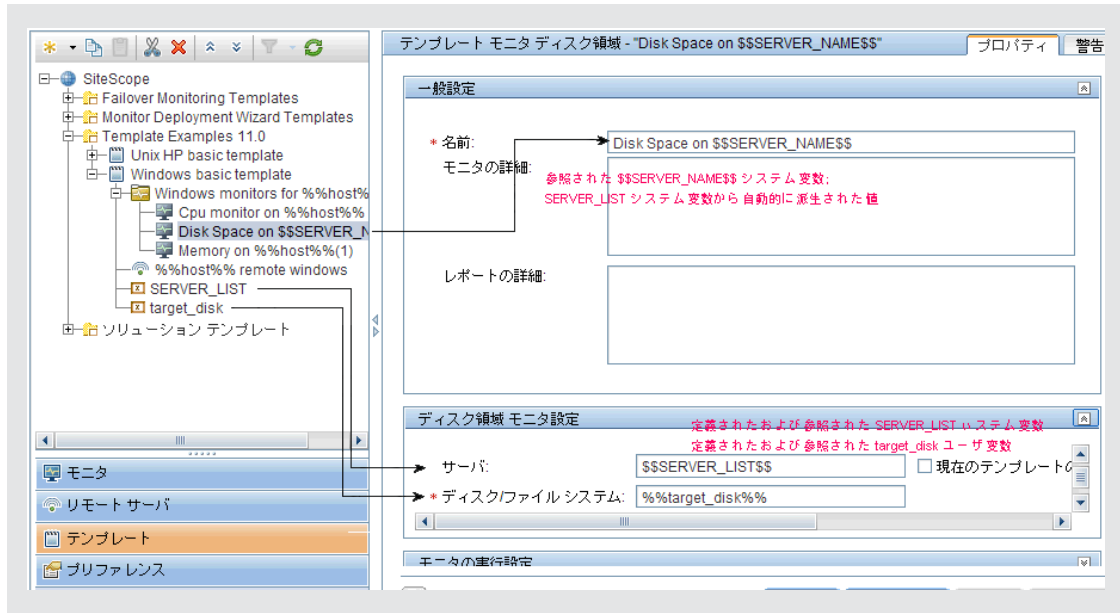 SiteScope
Failover Monitoring Templates
Monitor Deployment Wizard Templates
Template Examples 11.0
Unix HP basic template
Windows basic template
Windows monitors for %%host%
Cpu monitor on %%host%%
Disk Space on $$SERVER_N
Memory on %%host%%(1)
%%host%% remote windows
SERVER_LIST
target_disk
ソリューション テンプレート
モニタ
リモート サーバ
テンプレート
プリファレンス
テンプレート モニタ ディスク領域 - "Disk Space on $$SERVER_NAME$$"
プロパティ
警告
一般設定
* 名前:
Disk Space on $$SERVER_NAME$$
モニタの詳細:
参照された $$SERVER_NAME$$ システム変数;
SERVER_LIST システム変数から自動的に派生された値
レポートの詳細:
ディスク領域 モニタ設定
定義されたおよび参照された SERVER_LIST ステム変数
定義されたおよび参照された target_disk ユーザ変数
サーバ:
$$SERVER_LIST$$
現在のテンプレートの
* ディスク/ファイル システム:
%%target_disk%%
モニタの実行設定